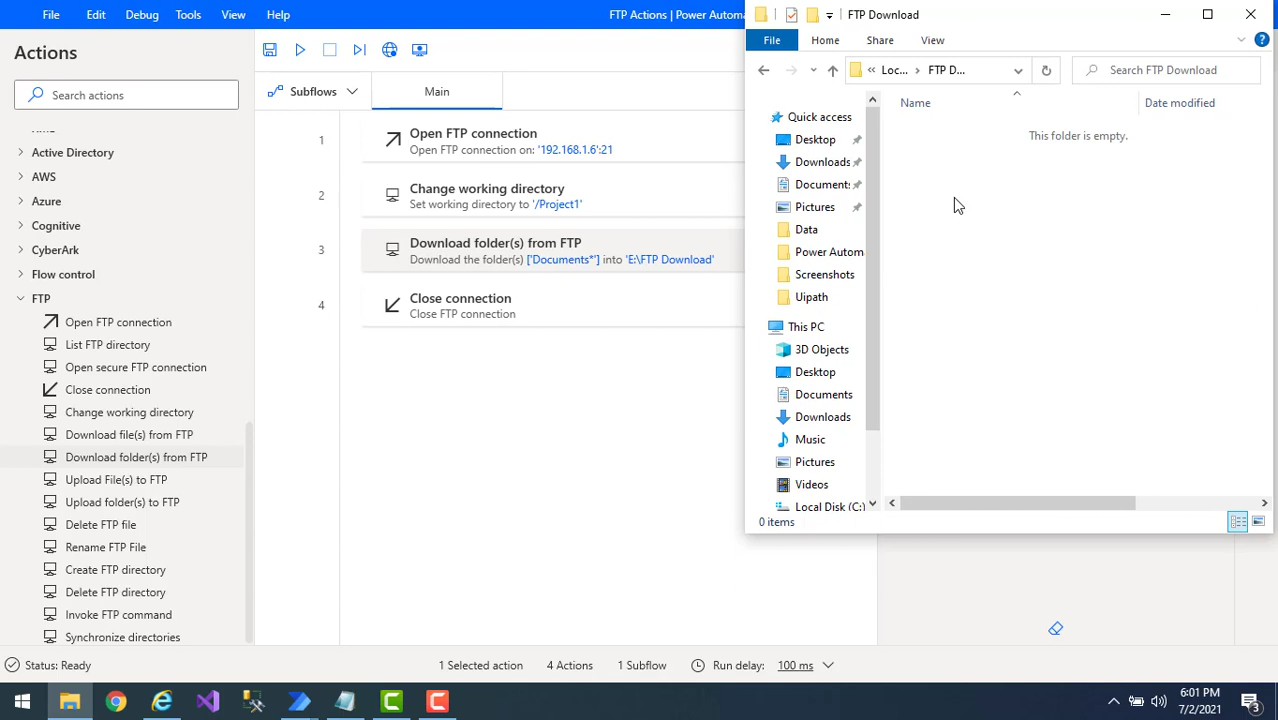 File Edit Debug Tools View Help
FTP Actions | Power Automa
Actions
Search actions
Active Directory
AWS
Azure
Cognitive
CyberArk
Flow control
FTP
Open FTP connection
List FTP directory
Open secure FTP connection
Close connection
Change working directory
Download file(s) from FTP
Download folder(s) from FTP
Upload File(s) to FTP
Upload folder(s) to FTP
Delete FTP file
Rename FTP File
Create FTP directory
Delete FTP directory
Invoke FTP command
Synchronize directories
Subflows
Main
1
Open FTP connection
Open FTP connection on: '192.168.1.6':21
2
Change working directory
Set working directory to '/Project1'
3
Download folder(s) from FTP
Download the folder(s) ['Documents*'] into 'E:\FTP Download'
4
Close connection
Close FTP connection
FTP Download
File Home Share View
« Loc... › FTP D...
Search FTP Download
Name Date modified
This folder is empty.
Quick access
Desktop
Downloads
Documents
Pictures
Data
Power Autom
Screenshots
Uipath
This PC
3D Objects
Desktop
Documents
Downloads
Music
Pictures
Videos
Local Disk (C:)
0 items
Status: Ready 1 Selected action 4 Actions 1 Subflow Run delay: 100 ms
6:01 PM
7/2/2021
3